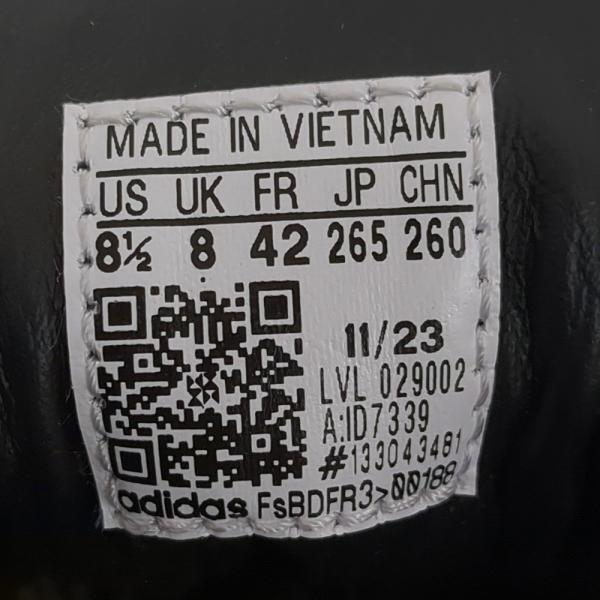 MADE IN VIETNAM
US UK FR JP CHN
8½ 8 42 265 260
11/23
LVL 029002
A:ID7339
#133043481
adidas FsBDFR3>00188